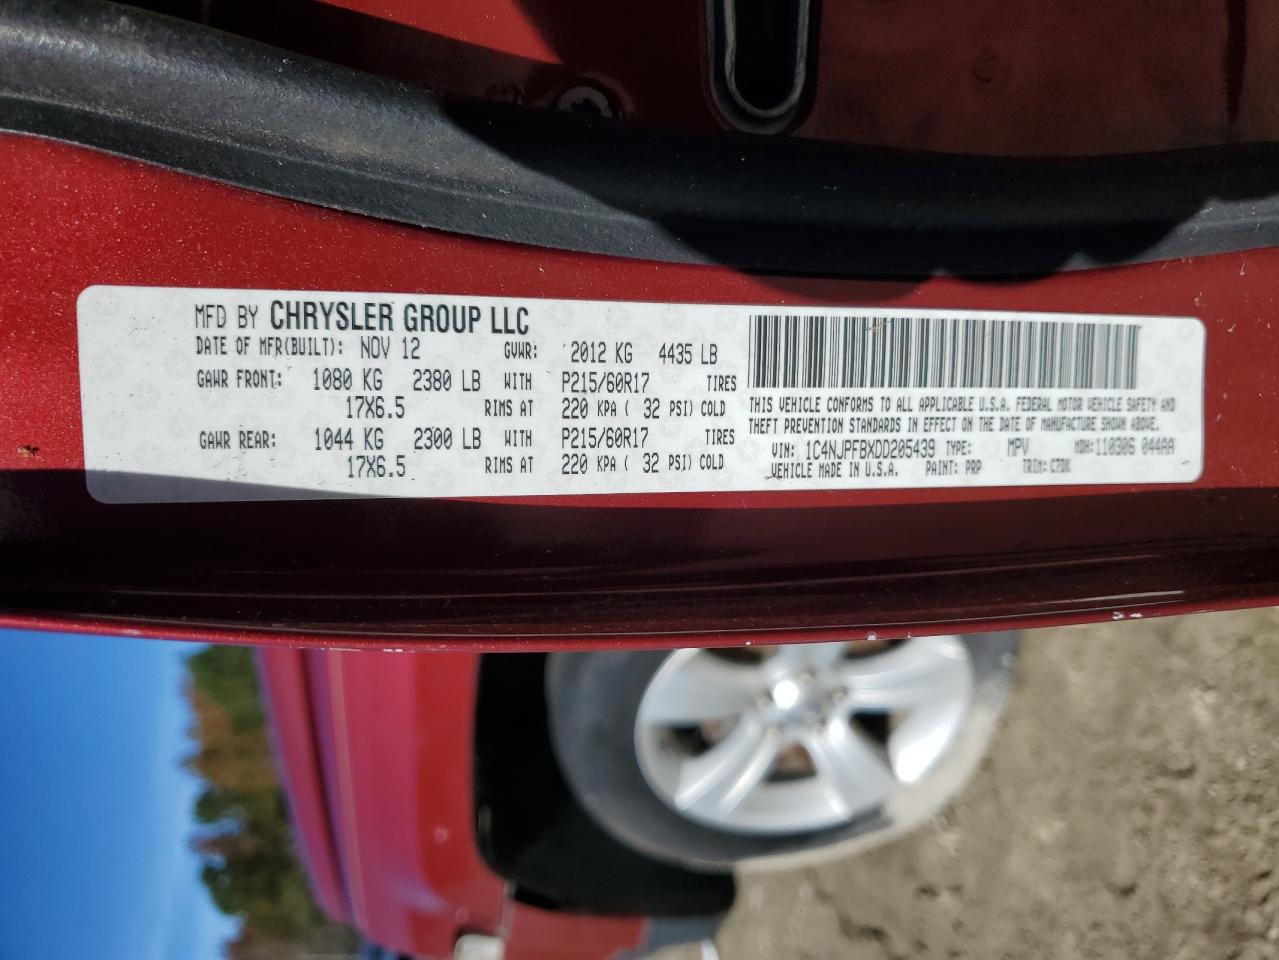 MFD BY CHRYSLER GROUP LLC
DATE OF MFR(BUILT): NOV 12 GVWR: 2012 KG 4435 LB
GAWR FRONT: 1080 KG 2380 LB WITH P215/60R17 TIRES
17X6.5 RIMS AT 220 KPA ( 32 PSI) COLD
GAWR REAR: 1044 KG 2300 LB WITH P215/60R17 TIRES
17X6.5 RIMS AT 220 KPA ( 32 PSI) COLD
THIS VEHICLE CONFORMS TO ALL APPLICABLE U.S.A. FEDERAL MOTOR VEHICLE SAFETY AND
THEFT PREVENTION STANDARDS IN EFFECT ON THE DATE OF MANUFACTURE SHOWN ABOVE.
VIN: 1C4NJPFBXDD205439 TYPE: MPV MDH: 110306 044AA
VEHICLE MADE IN U.S.A. PAINT: PRP TRIM: C7DK